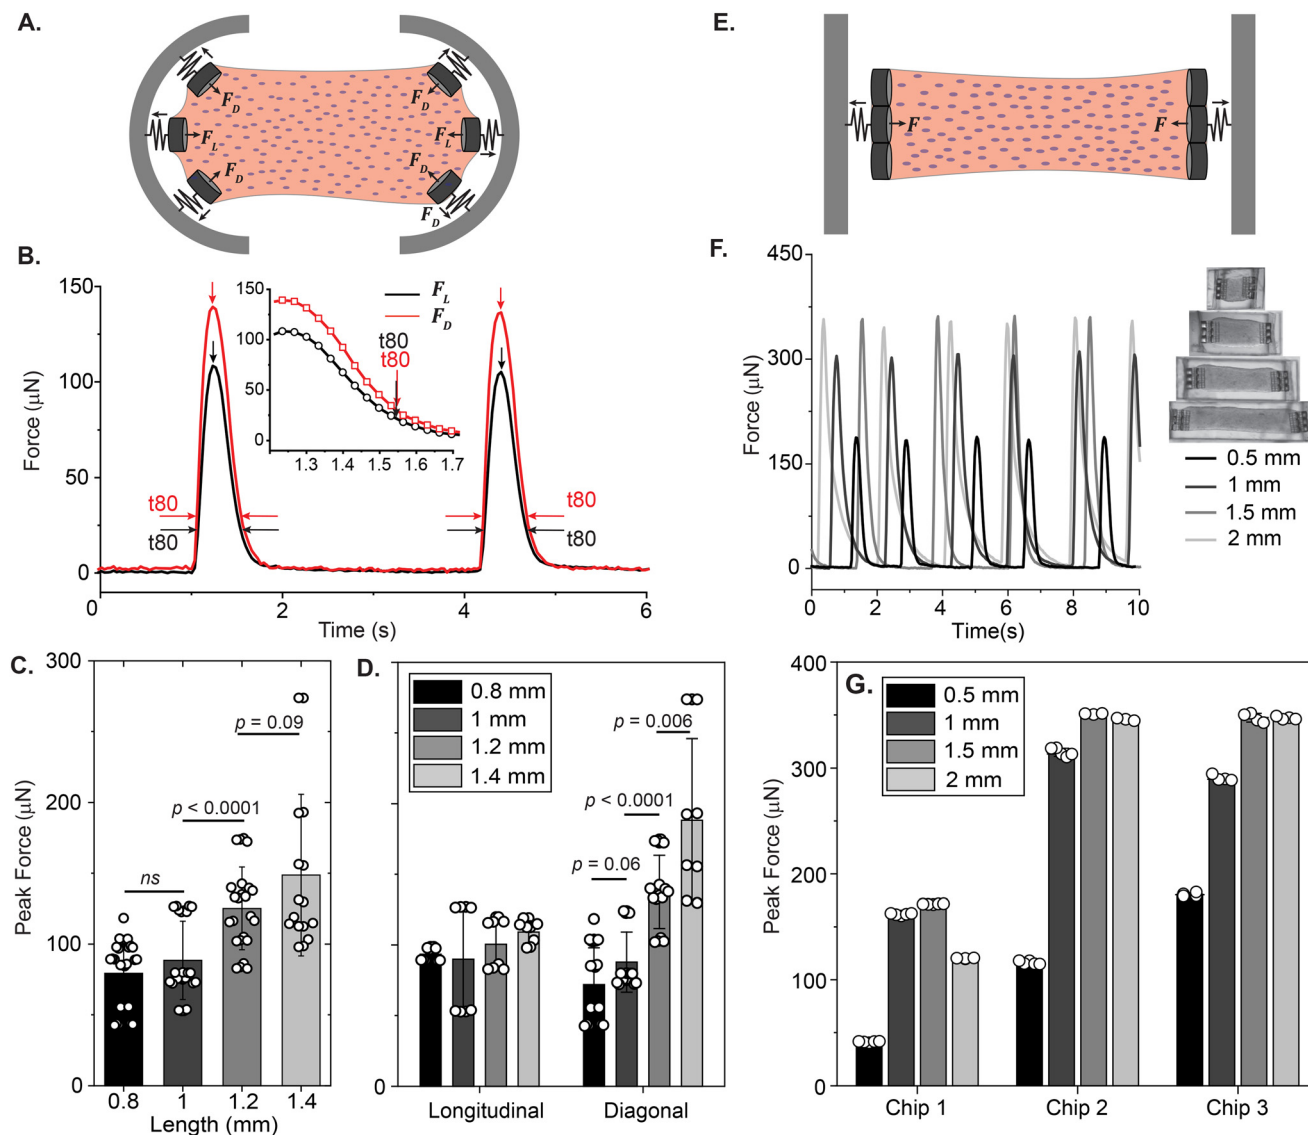 A.
F_D
F_D
F_L
F_L
F_D
F_D
F_D
E.
F
F
B.
150
100
50
0
Force (μN)
0
2
4
6
Time (s)
t80
t80
t80
t80
150
125
100
75
50
25
0
1.3
1.4
1.5
1.6
1.7
F_L
F_D
t80
t80
F.
450
300
150
0
Force (μN)
0
2
4
6
8
10
Time(s)
0.5 mm
1 mm
1.5 mm
2 mm
C.
300
200
100
0
Peak Force (μN)
ns
p < 0.0001
p = 0.09
0.8
1
1.2
1.4
Length (mm)
D.
0.8 mm
1 mm
1.2 mm
1.4 mm
p = 0.006
p < 0.0001
p = 0.06
0
Longitudinal
Diagonal
G.
400
300
200
100
0
Peak Force (μN)
0.5 mm
1 mm
1.5 mm
2 mm
Chip 1
Chip 2
Chip 3